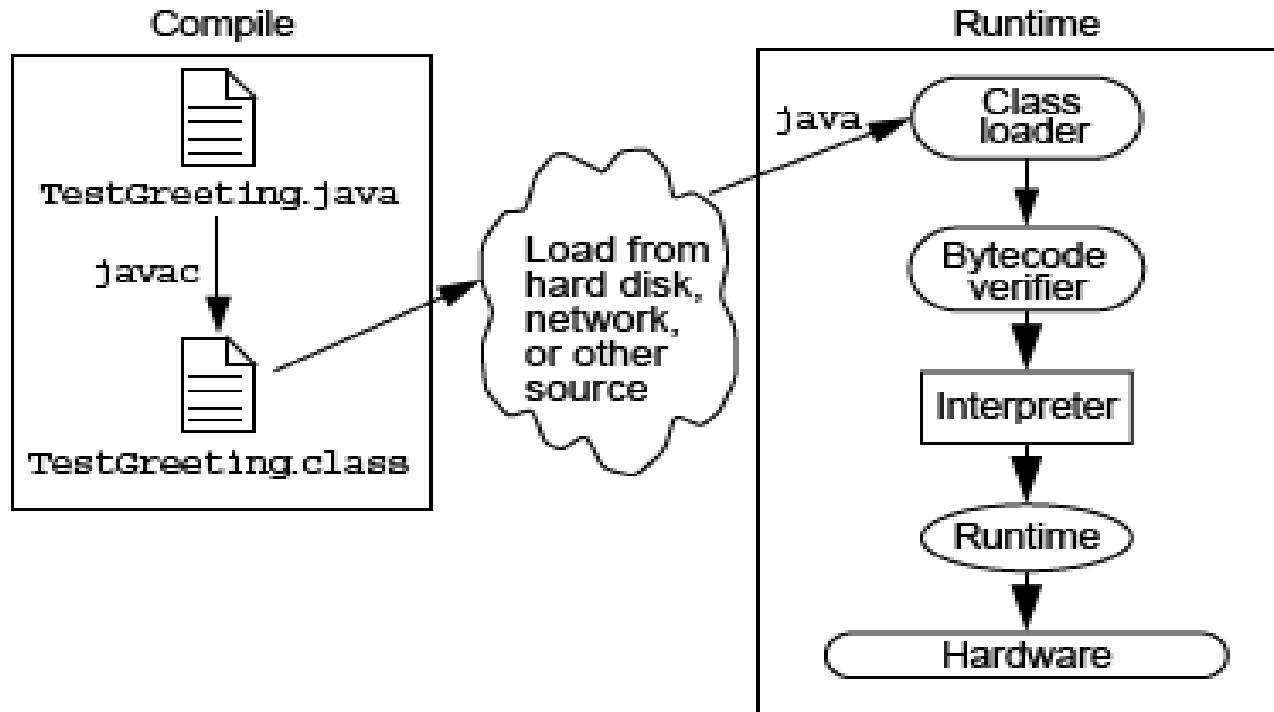 Compile
TestGreeting.java
javac
TestGreeting.class
Load from
hard disk,
network,
or other
source
Runtime
java
Class
loader
Bytecode
verifier
Interpreter
Runtime
Hardware